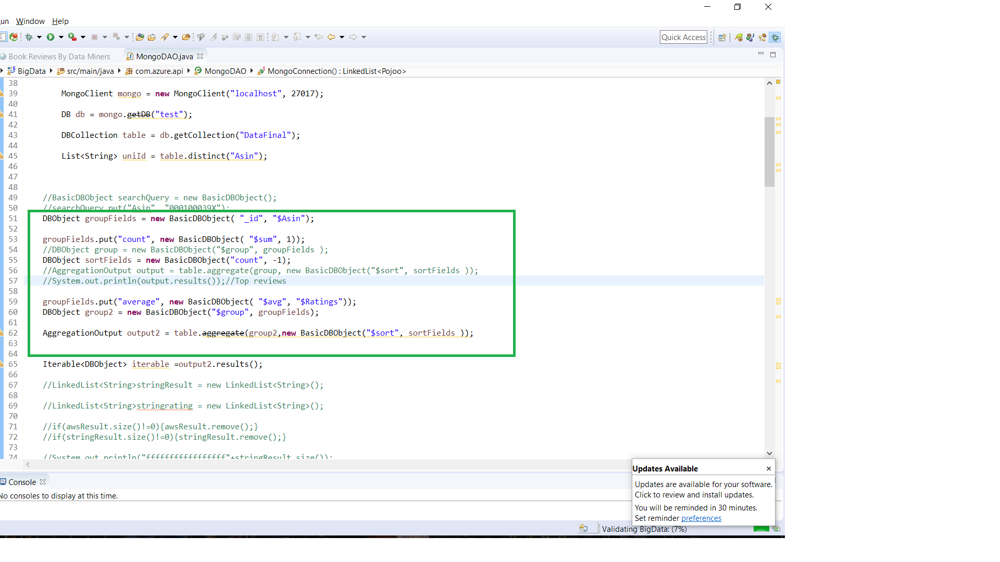 un Window Help
Quick Access
Book Reviews By Data Miners MongoDAO.java
BigData src/main/java com.azure.api MongoDAO MongoConnection() : LinkedList<Pojoo>
38
39 MongoClient mongo = new MongoClient("localhost", 27017);
40
41 DB db = mongo.getDB("test");
42
43 DBCollection table = db.getCollection("DataFinal");
44
45 List<String> uniId = table.distinct("Asin");
46
47
48
49 //BasicDBObject searchQuery = new BasicDBObject();
50 //searchQuery.put("Asin", "000100039X");
51 DBObject groupFields = new BasicDBObject( "_id", "$Asin");
52
53 groupFields.put("count", new BasicDBObject( "$sum", 1));
54 //DBObject group = new BasicDBObject("$group", groupFields );
55 DBObject sortFields = new BasicDBObject("count", -1);
56 //AggregationOutput output = table.aggregate(group, new BasicDBObject("$sort", sortFields ));
57 //System.out.println(output.results());//Top reviews
58
59 groupFields.put("average", new BasicDBObject( "$avg", "$Ratings"));
60 DBObject group2 = new BasicDBObject("$group", groupFields);
61
62 AggregationOutput output2 = table.aggregate(group2,new BasicDBObject("$sort", sortFields ));
63
64
65 Iterable<DBObject> iterable =output2.results();
66
67 //LinkedList<String>stringResult = new LinkedList<String>();
68
69 //LinkedList<String>stringrating = new LinkedList<String>();
70
71 //if(awsResult.size()!=0){awsResult.remove();}
72 //if(stringResult.size()!=0){stringResult.remove();}
73
74 //System.out.println("fffffffffffffffff"+stringResult.size());
Console
No consoles to display at this time.
Updates Available
Updates are available for your software.
Click to review and install updates.
You will be reminded in 30 minutes.
Set reminder preferences
Validating BigData: (7%)